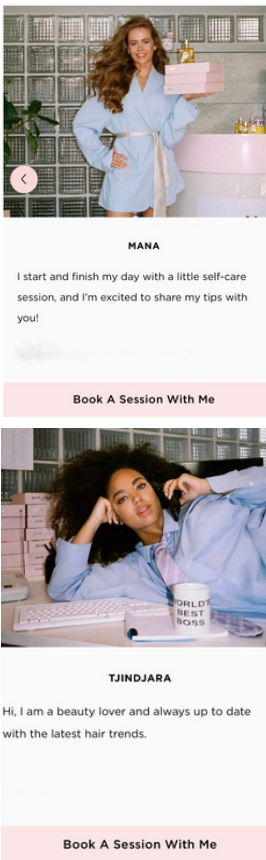 MANA
I start and finish my day with a little self-care
session, and I'm excited to share my tips with
you!
Book A Session With Me
WORLD'S
BEST
BOSS
TJINDJARA
Hi, I am a beauty lover and always up to date
with the latest hair trends.
Book A Session With Me